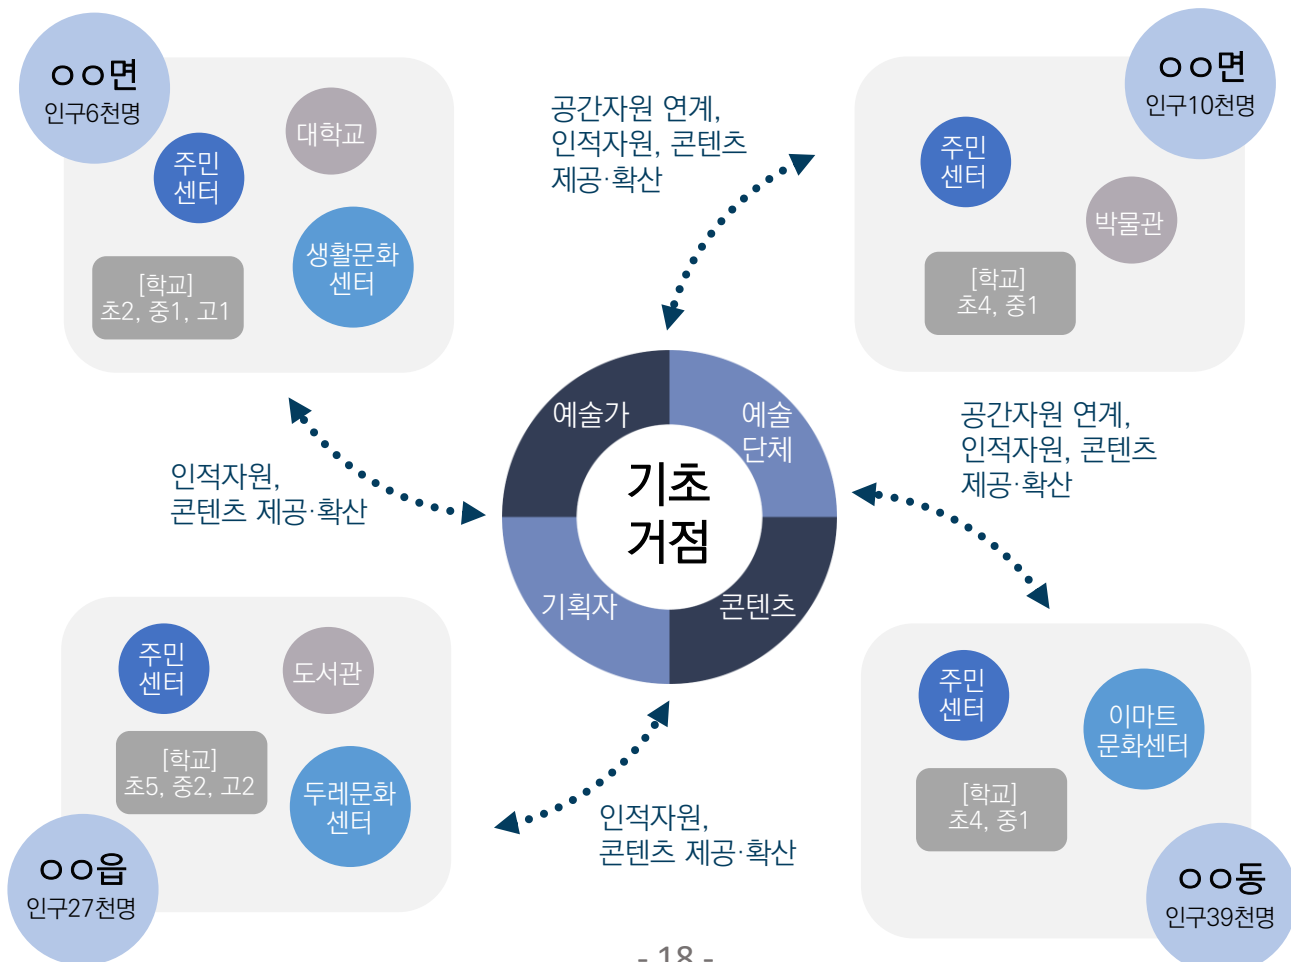 ㅇㅇ면
인구6천명
주민
센터
대학교
생활문화
센터
[학교]
초2, 중1, 고1
공간자원 연계,
인적자원, 콘텐츠
제공·확산
ㅇㅇ면
인구10천명
주민
센터
박물관
[학교]
초4, 중1
인적자원,
콘텐츠 제공·확산
예술가
예술
단체
기초
거점
기획자
콘텐츠
공간자원 연계,
인적자원, 콘텐츠
제공·확산
주민
센터
도서관
[학교]
초5, 중2, 고2
두레문화
센터
ㅇㅇ읍
인구27천명
인적자원,
콘텐츠 제공·확산
주민
센터
이마트
문화센터
[학교]
초4, 중1
ㅇㅇ동
인구39천명
- 18 -